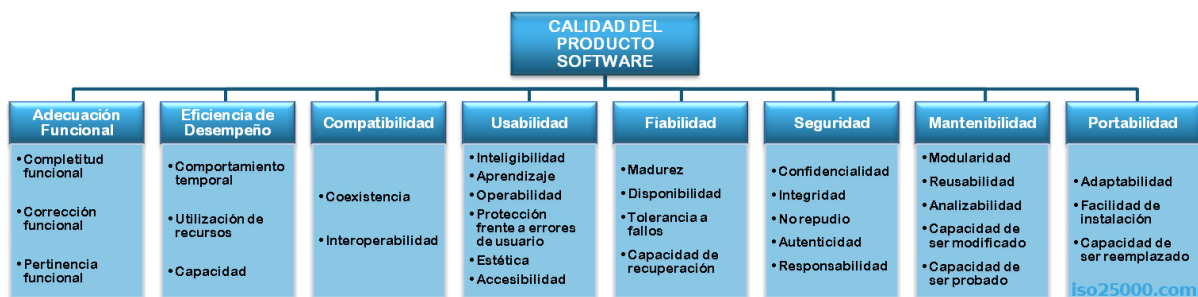 CALIDAD DEL
PRODUCTO
SOFTWARE
Adecuación
Funcional
• Completitud
funcional
• Corrección
funcional
• Pertinencia
funcional
Eficiencia de
Desempeño
• Comportamiento
temporal
• Utilización de
recursos
• Capacidad
Compatibilidad
• Coexistencia
• Interoperabilidad
Usabilidad
• Inteligibilidad
• Aprendizaje
• Operabilidad
• Protección
frente a errores
de usuario
• Estética
• Accesibilidad
Fiabilidad
• Madurez
• Disponibilidad
• Tolerancia a
fallos
• Capacidad de
recuperación
Seguridad
• Confidencialidad
• Integridad
• No repudio
• Autenticidad
• Responsabilidad
Mantenibilidad
• Modularidad
• Reusabilidad
• Analizabilidad
• Capacidad de
ser modificado
• Capacidad de
ser probado
Portabilidad
• Adaptabilidad
• Facilidad de
instalación
• Capacidad de
ser reemplazado
iso25000.com